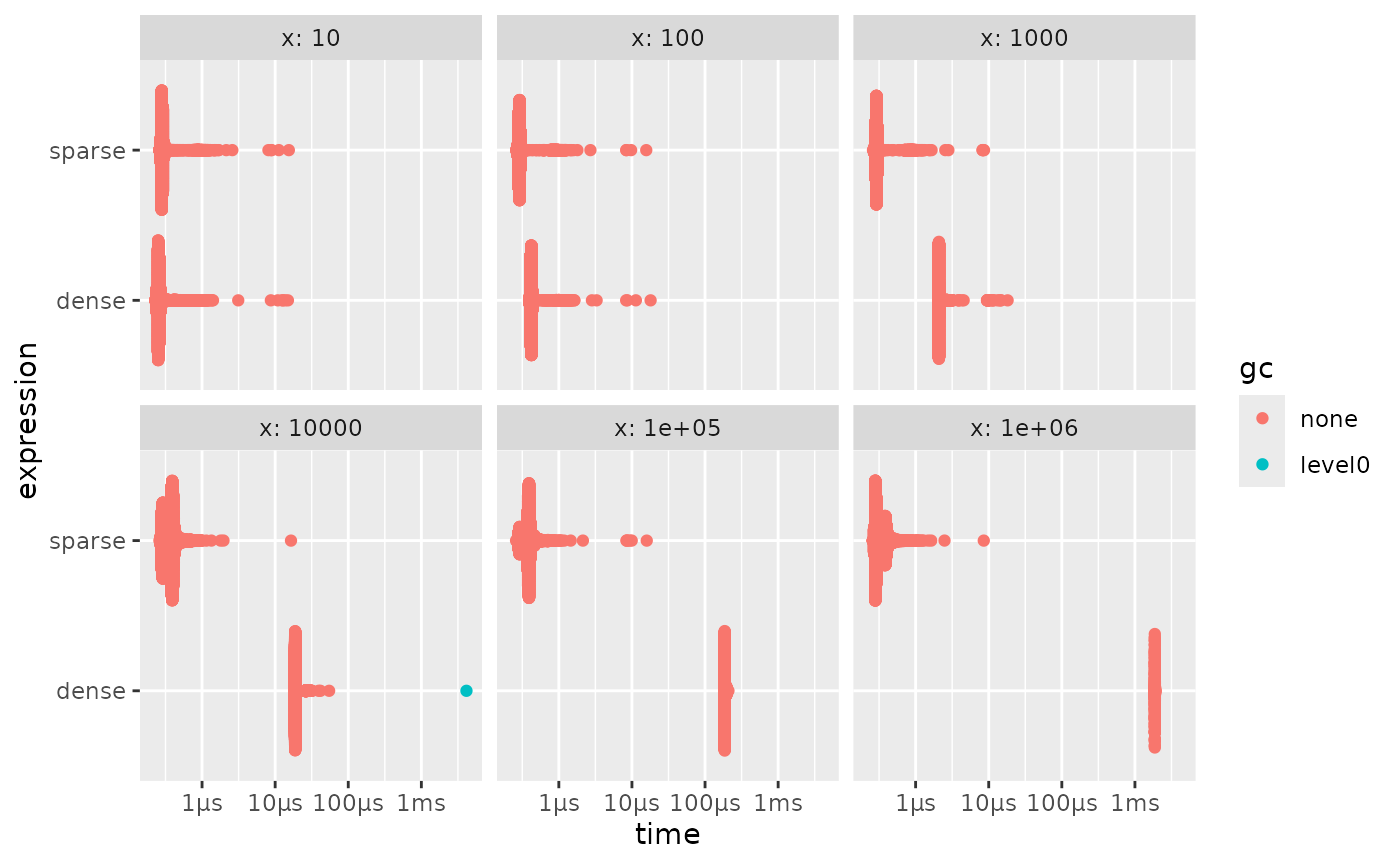 x: 10
x: 100
x: 1000
sparse
dense
expression
x: 10000
x: 1e+05
x: 1e+06
sparse
dense
1µs 10µs 100µs 1ms
1µs 10µs 100µs 1ms
1µs 10µs 100µs 1ms
time
gc
none
level0